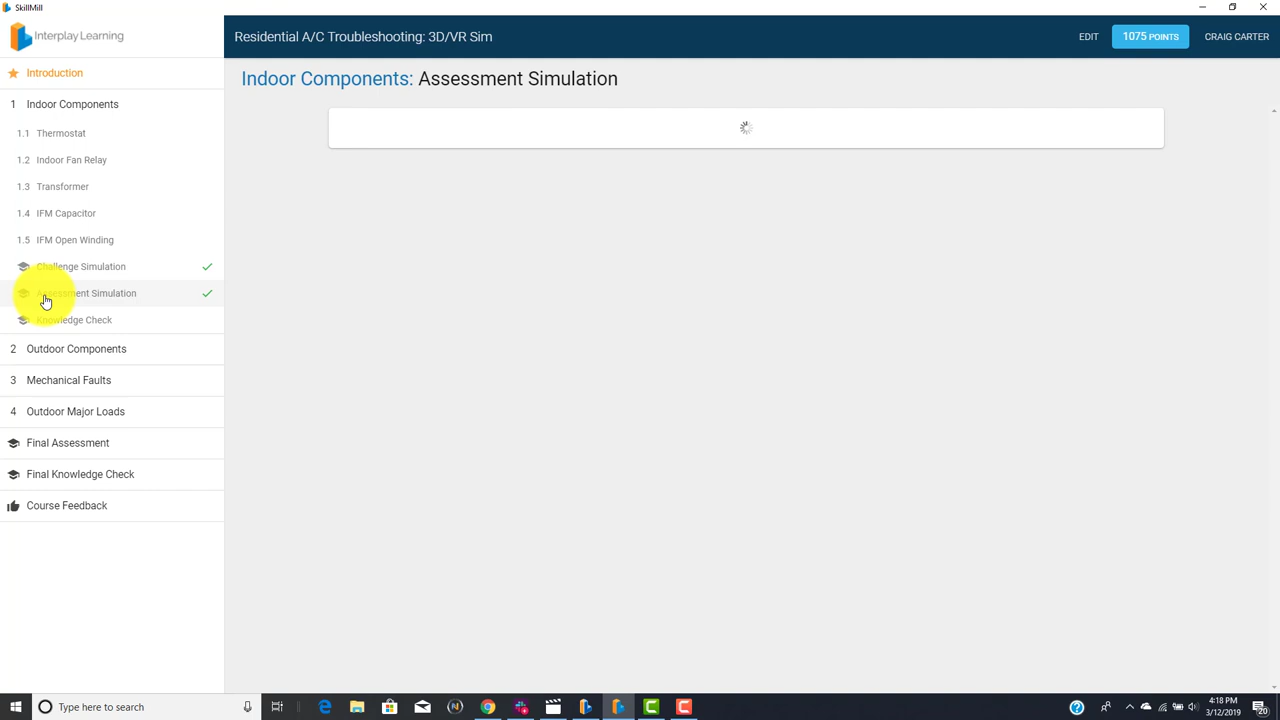 SkillMill
Interplay Learning
Residential A/C Troubleshooting: 3D/VR Sim
EDIT
1075 POINTS
CRAIG CARTER
Introduction
Indoor Components: Assessment Simulation
1 Indoor Components
1.1 Thermostat
1.2 Indoor Fan Relay
1.3 Transformer
1.4 IFM Capacitor
1.5 IFM Open Winding
Challenge Simulation
Assessment Simulation
Knowledge Check
2 Outdoor Components
3 Mechanical Faults
4 Outdoor Major Loads
Final Assessment
Final Knowledge Check
Course Feedback
Type here to search
4:18 PM
3/12/2019
20